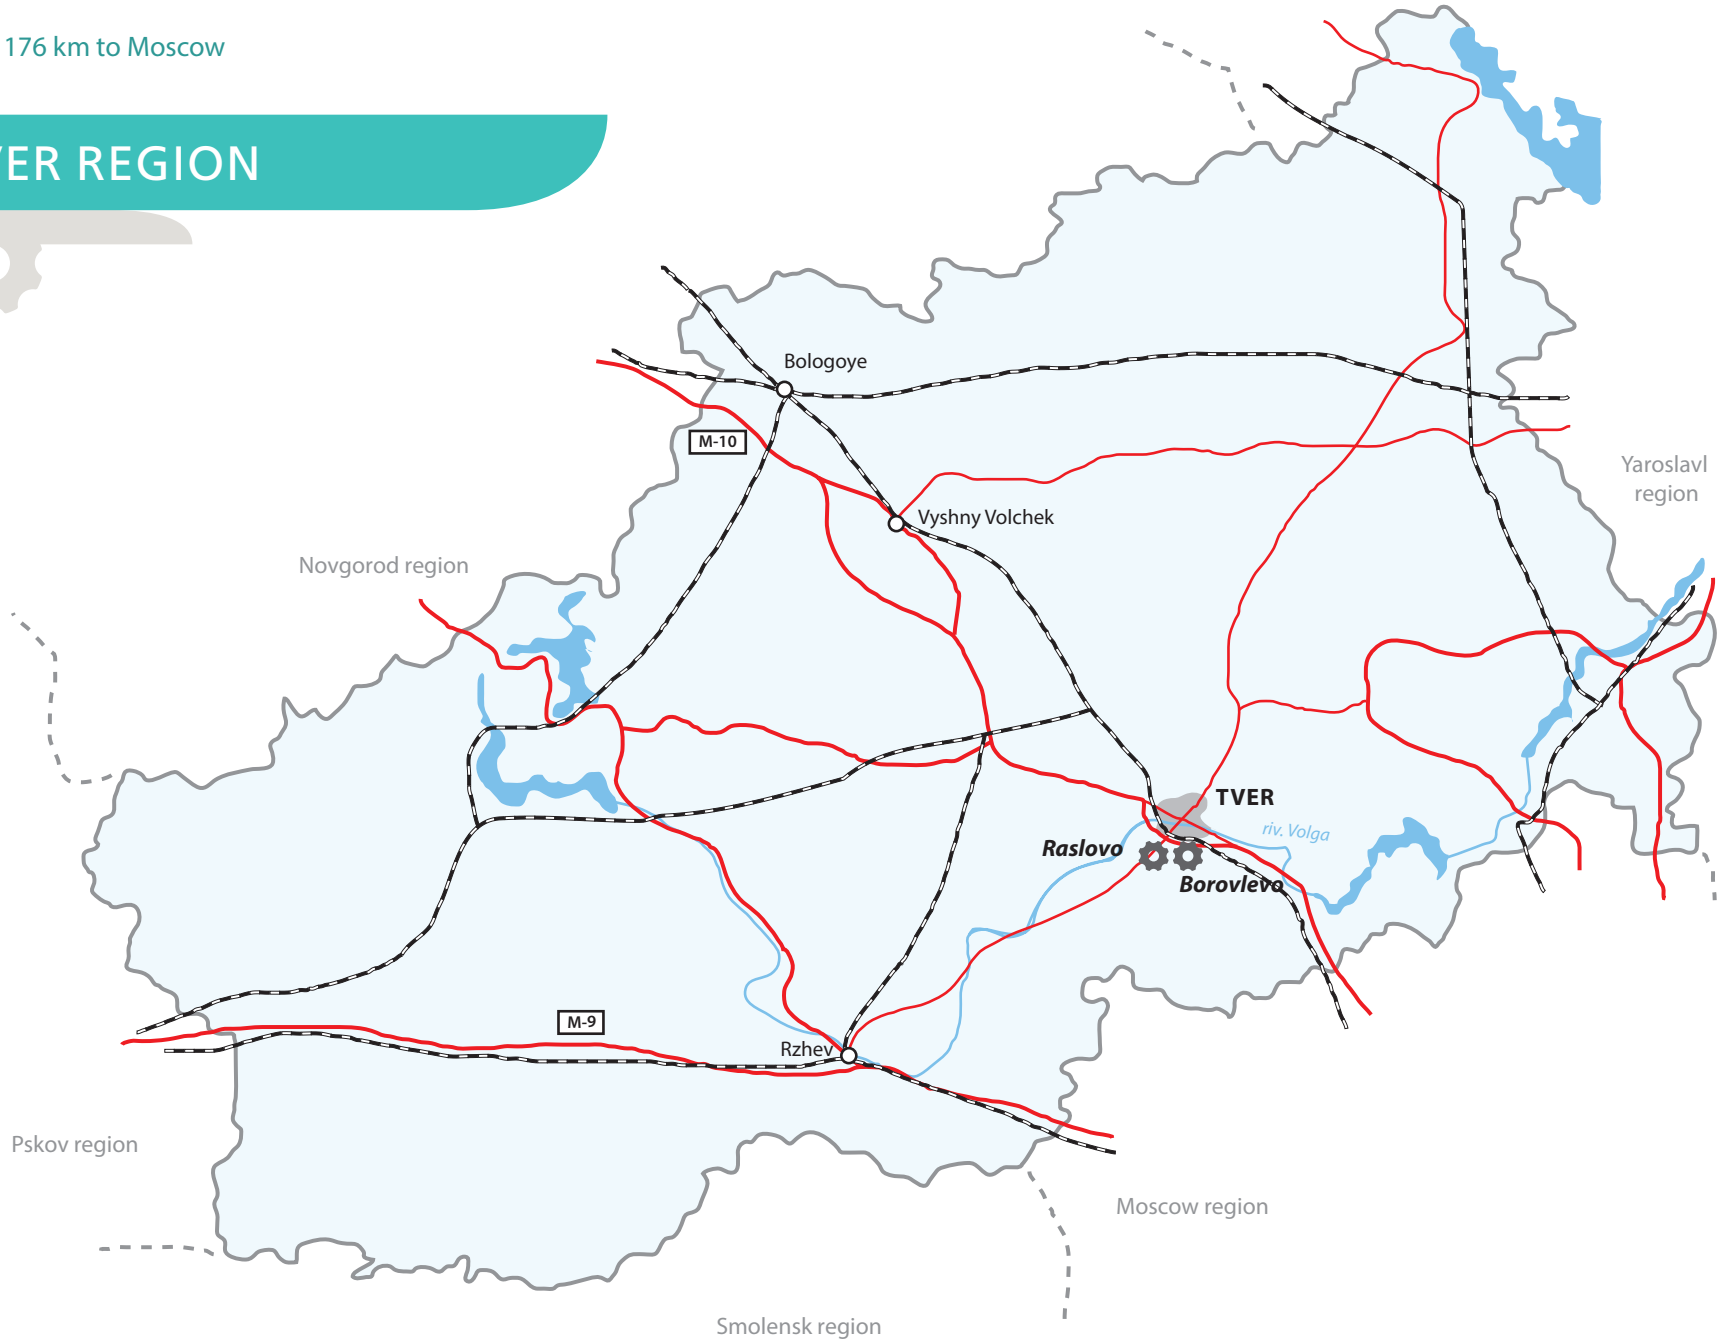 176 km to Moscow
VER REGION
Bologoye
M-10
Yaroslavl
region
Vyshny Volchek
Novgorod region
TVER
riv. Volga
Raslovo
Borovlevo
M-9
Rzhev
Pskov region
Moscow region
Smolensk region